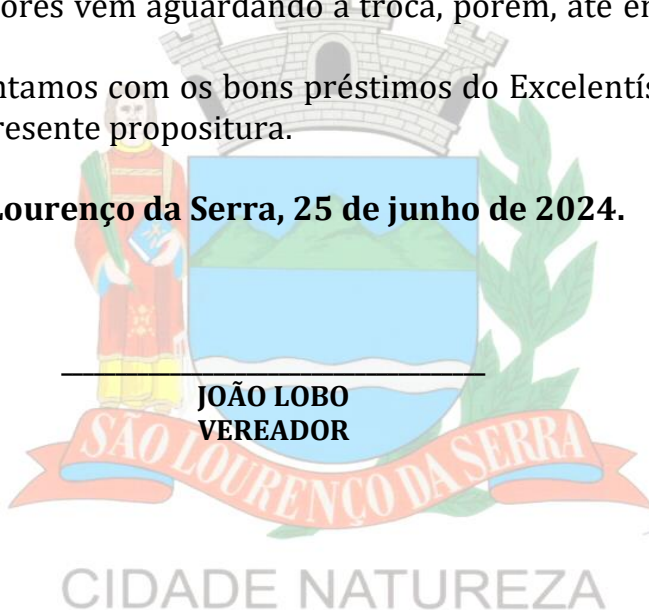 ores vêm aguardando a troca, porém, até en
ntamos com os bons préstimos do Excelentís
resente propositura.
Lourenço da Serra, 25 de junho de 2024.
JOÃO LOBO
VEREADOR
SÃO LOURENÇO DA SERRA
CIDADE NATUREZA